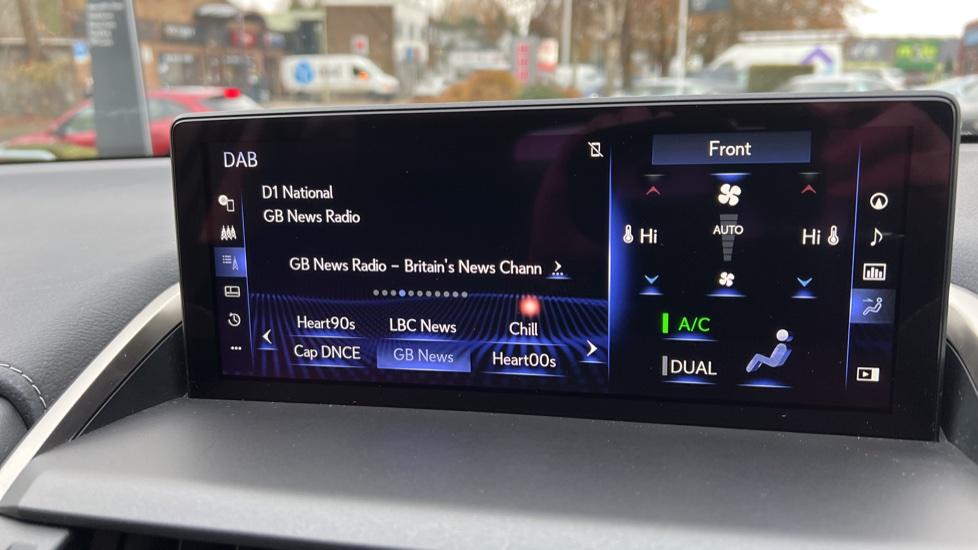 DAB
D1 National
GB News Radio
GB News Radio – Britain's News Chann
Heart90s LBC News Chill
Cap DNCE GB News Heart00s
Front
Hi AUTO Hi
A/C
DUAL